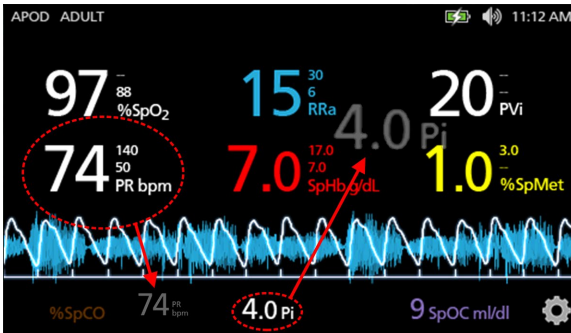 APOD ADULT 11:12 AM
97 -- 88 %SpO₂ 15 30 6 RRa 20 -- -- PVi
4.0 Pi
74 140 50 PR bpm 7.0 17.0 7.0 SpHb g/dL 1.0 3.0 -- %SpMet
%SpCO 74 PR bpm 4.0 Pi 9 SpOC ml/dl